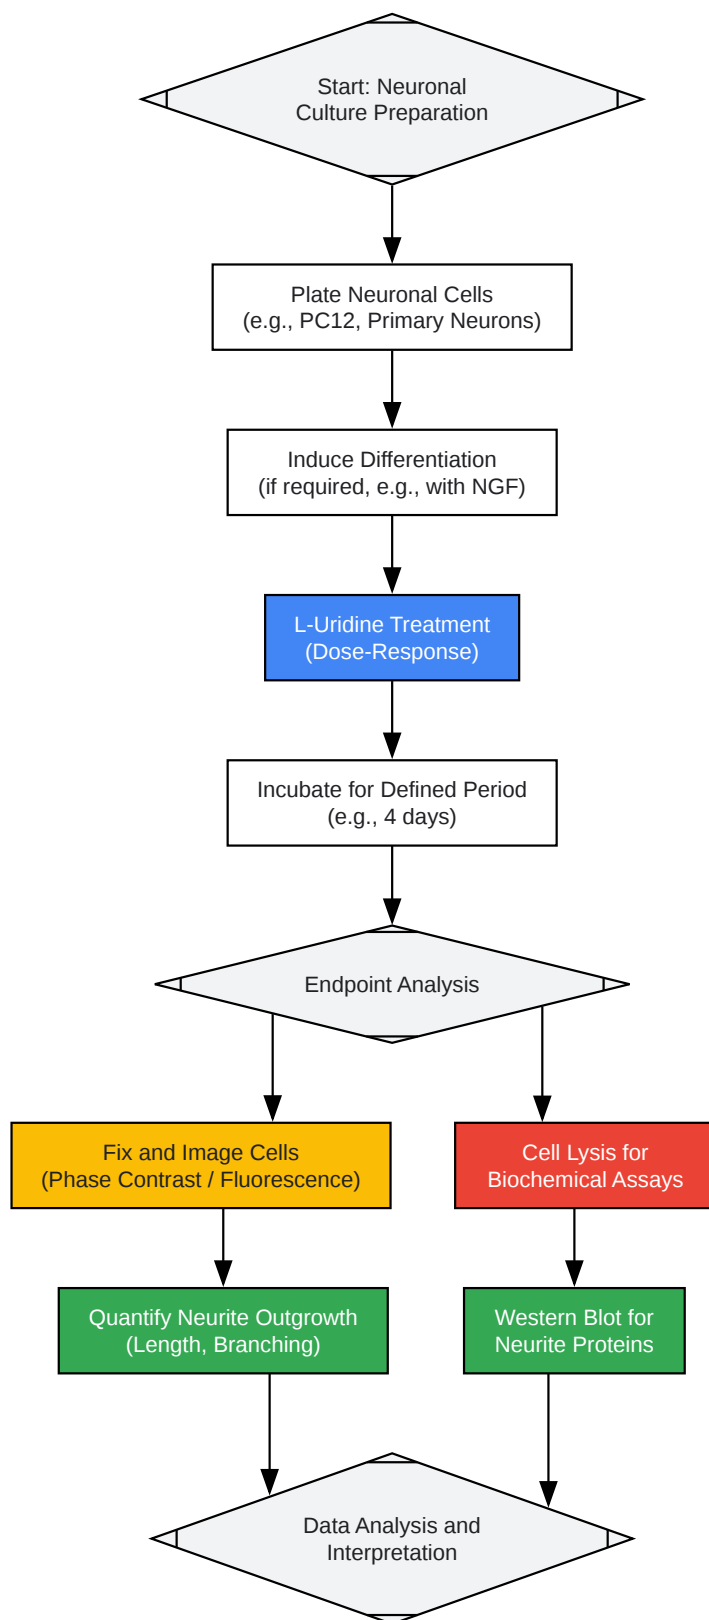 Start: Neuronal
Culture Preparation
Plate Neuronal Cells
(e.g., PC12, Primary Neurons)
Induce Differentiation
(if required, e.g., with NGF)
L-Uridine Treatment
(Dose-Response)
Incubate for Defined Period
(e.g., 4 days)
Endpoint Analysis
Fix and Image Cells
(Phase Contrast / Fluorescence)
Cell Lysis for
Biochemical Assays
Quantify Neurite Outgrowth
(Length, Branching)
Western Blot for
Neurite Proteins
Data Analysis and
Interpretation